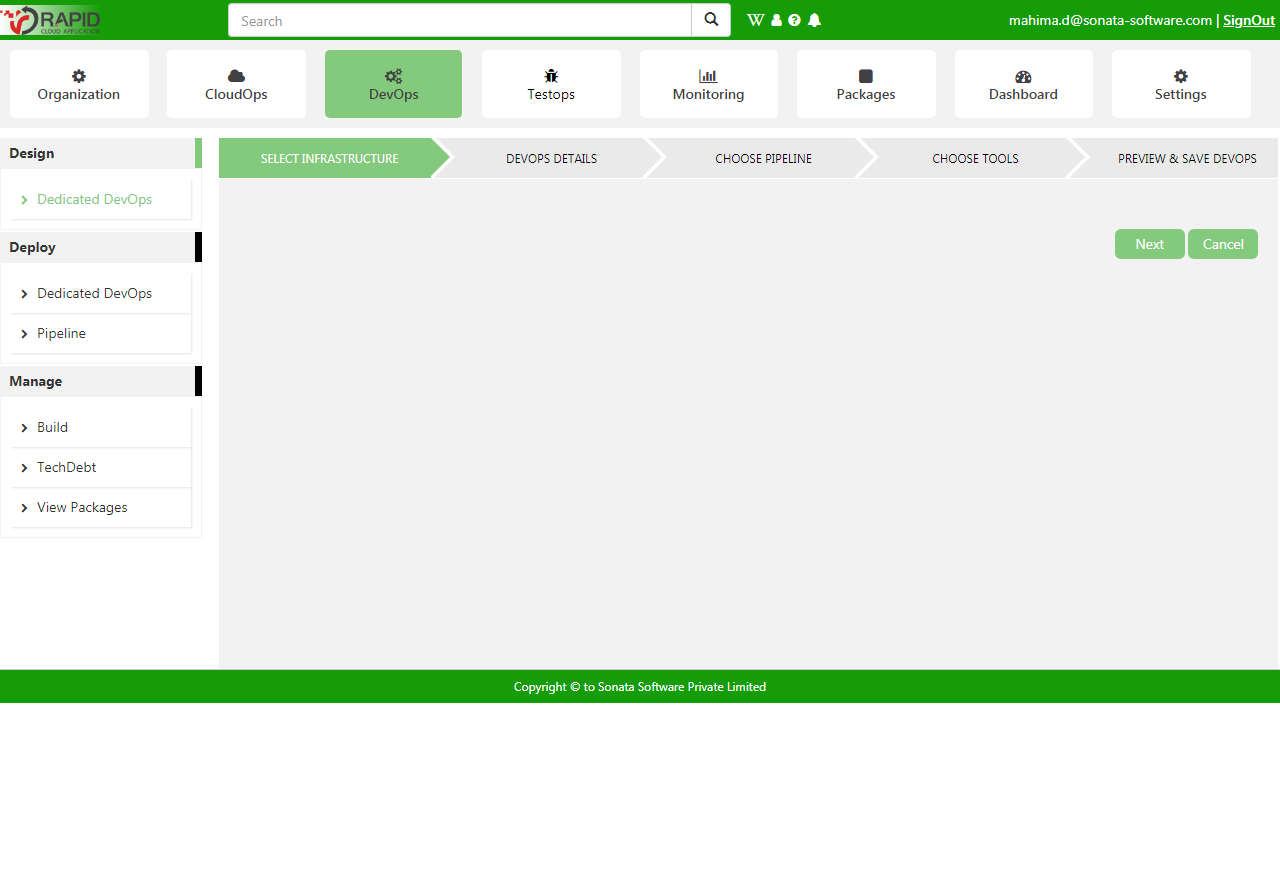 RAPID
CLOUD APPLICATION
Search
mahima.d@sonata-software.com | SignOut
Organization
CloudOps
DevOps
Testops
Monitoring
Packages
Dashboard
Settings
Design
Dedicated DevOps
Deploy
Dedicated DevOps
Pipeline
Manage
Build
TechDebt
View Packages
SELECT INFRASTRUCTURE
DEVOPS DETAILS
CHOOSE PIPELINE
CHOOSE TOOLS
PREVIEW & SAVE DEVOPS
Next
Cancel
Copyright © to Sonata Software Private Limited